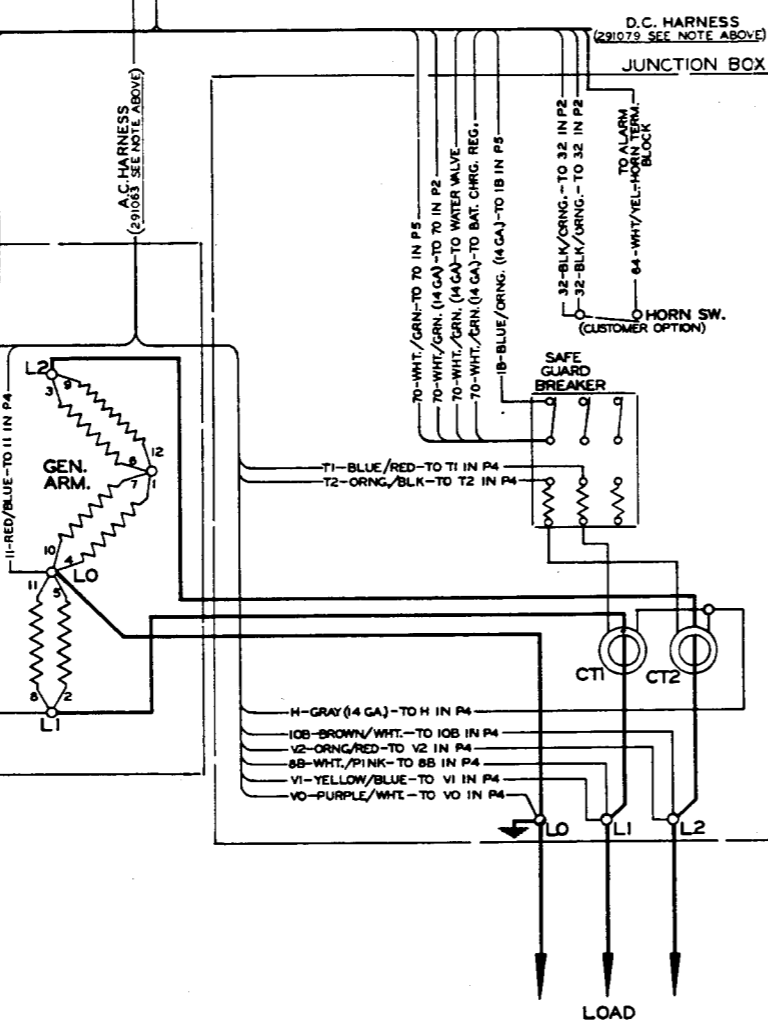 D.C. HARNESS
(291079 SEE NOTE ABOVE)
JUNCTION BOX
A.C. HARNESS
(291063 SEE NOTE ABOVE)
70-WHT./GRN-TO 70 IN P5
70-WHT./GRN. (14 GA)-TO 70 IN P2
70-WHT./GRN. (14 GA)-TO WATER VALVE
70-WHT./GRN. (14 GA)-TO BAT. CHRG. REG.
1B-BLUE/ORNG. (14 GA)-TO 1B IN P5
32-BLK/ORNG.-TO 32 IN P2
32-BLK/ORNG.-TO 32 IN P2
TO ALARM
64-WHT/YEL-HORN TERM.
BLOCK
HORN SW.
(CUSTOMER OPTION)
SAFE
GUARD
BREAKER
11-RED/BLUE-TO 11 IN P4
L2
9
3
12
6
GEN.
ARM.
7
1
T1-BLUE/RED-TO T1 IN P4
T2-ORNG./BLK-TO T2 IN P4
10
4
L0
11
5
8
2
L1
CT1
CT2
H-GRAY (14 GA.)-TO H IN P4
10B-BROWN/WHT.-TO 10B IN P4
V2-ORNG/RED-TO V2 IN P4
8B-WHT./PINK-TO 8B IN P4
V1-YELLOW/BLUE-TO V1 IN P4
VO-PURPLE/WHT.-TO VO IN P4
L0
L1
L2
LOAD